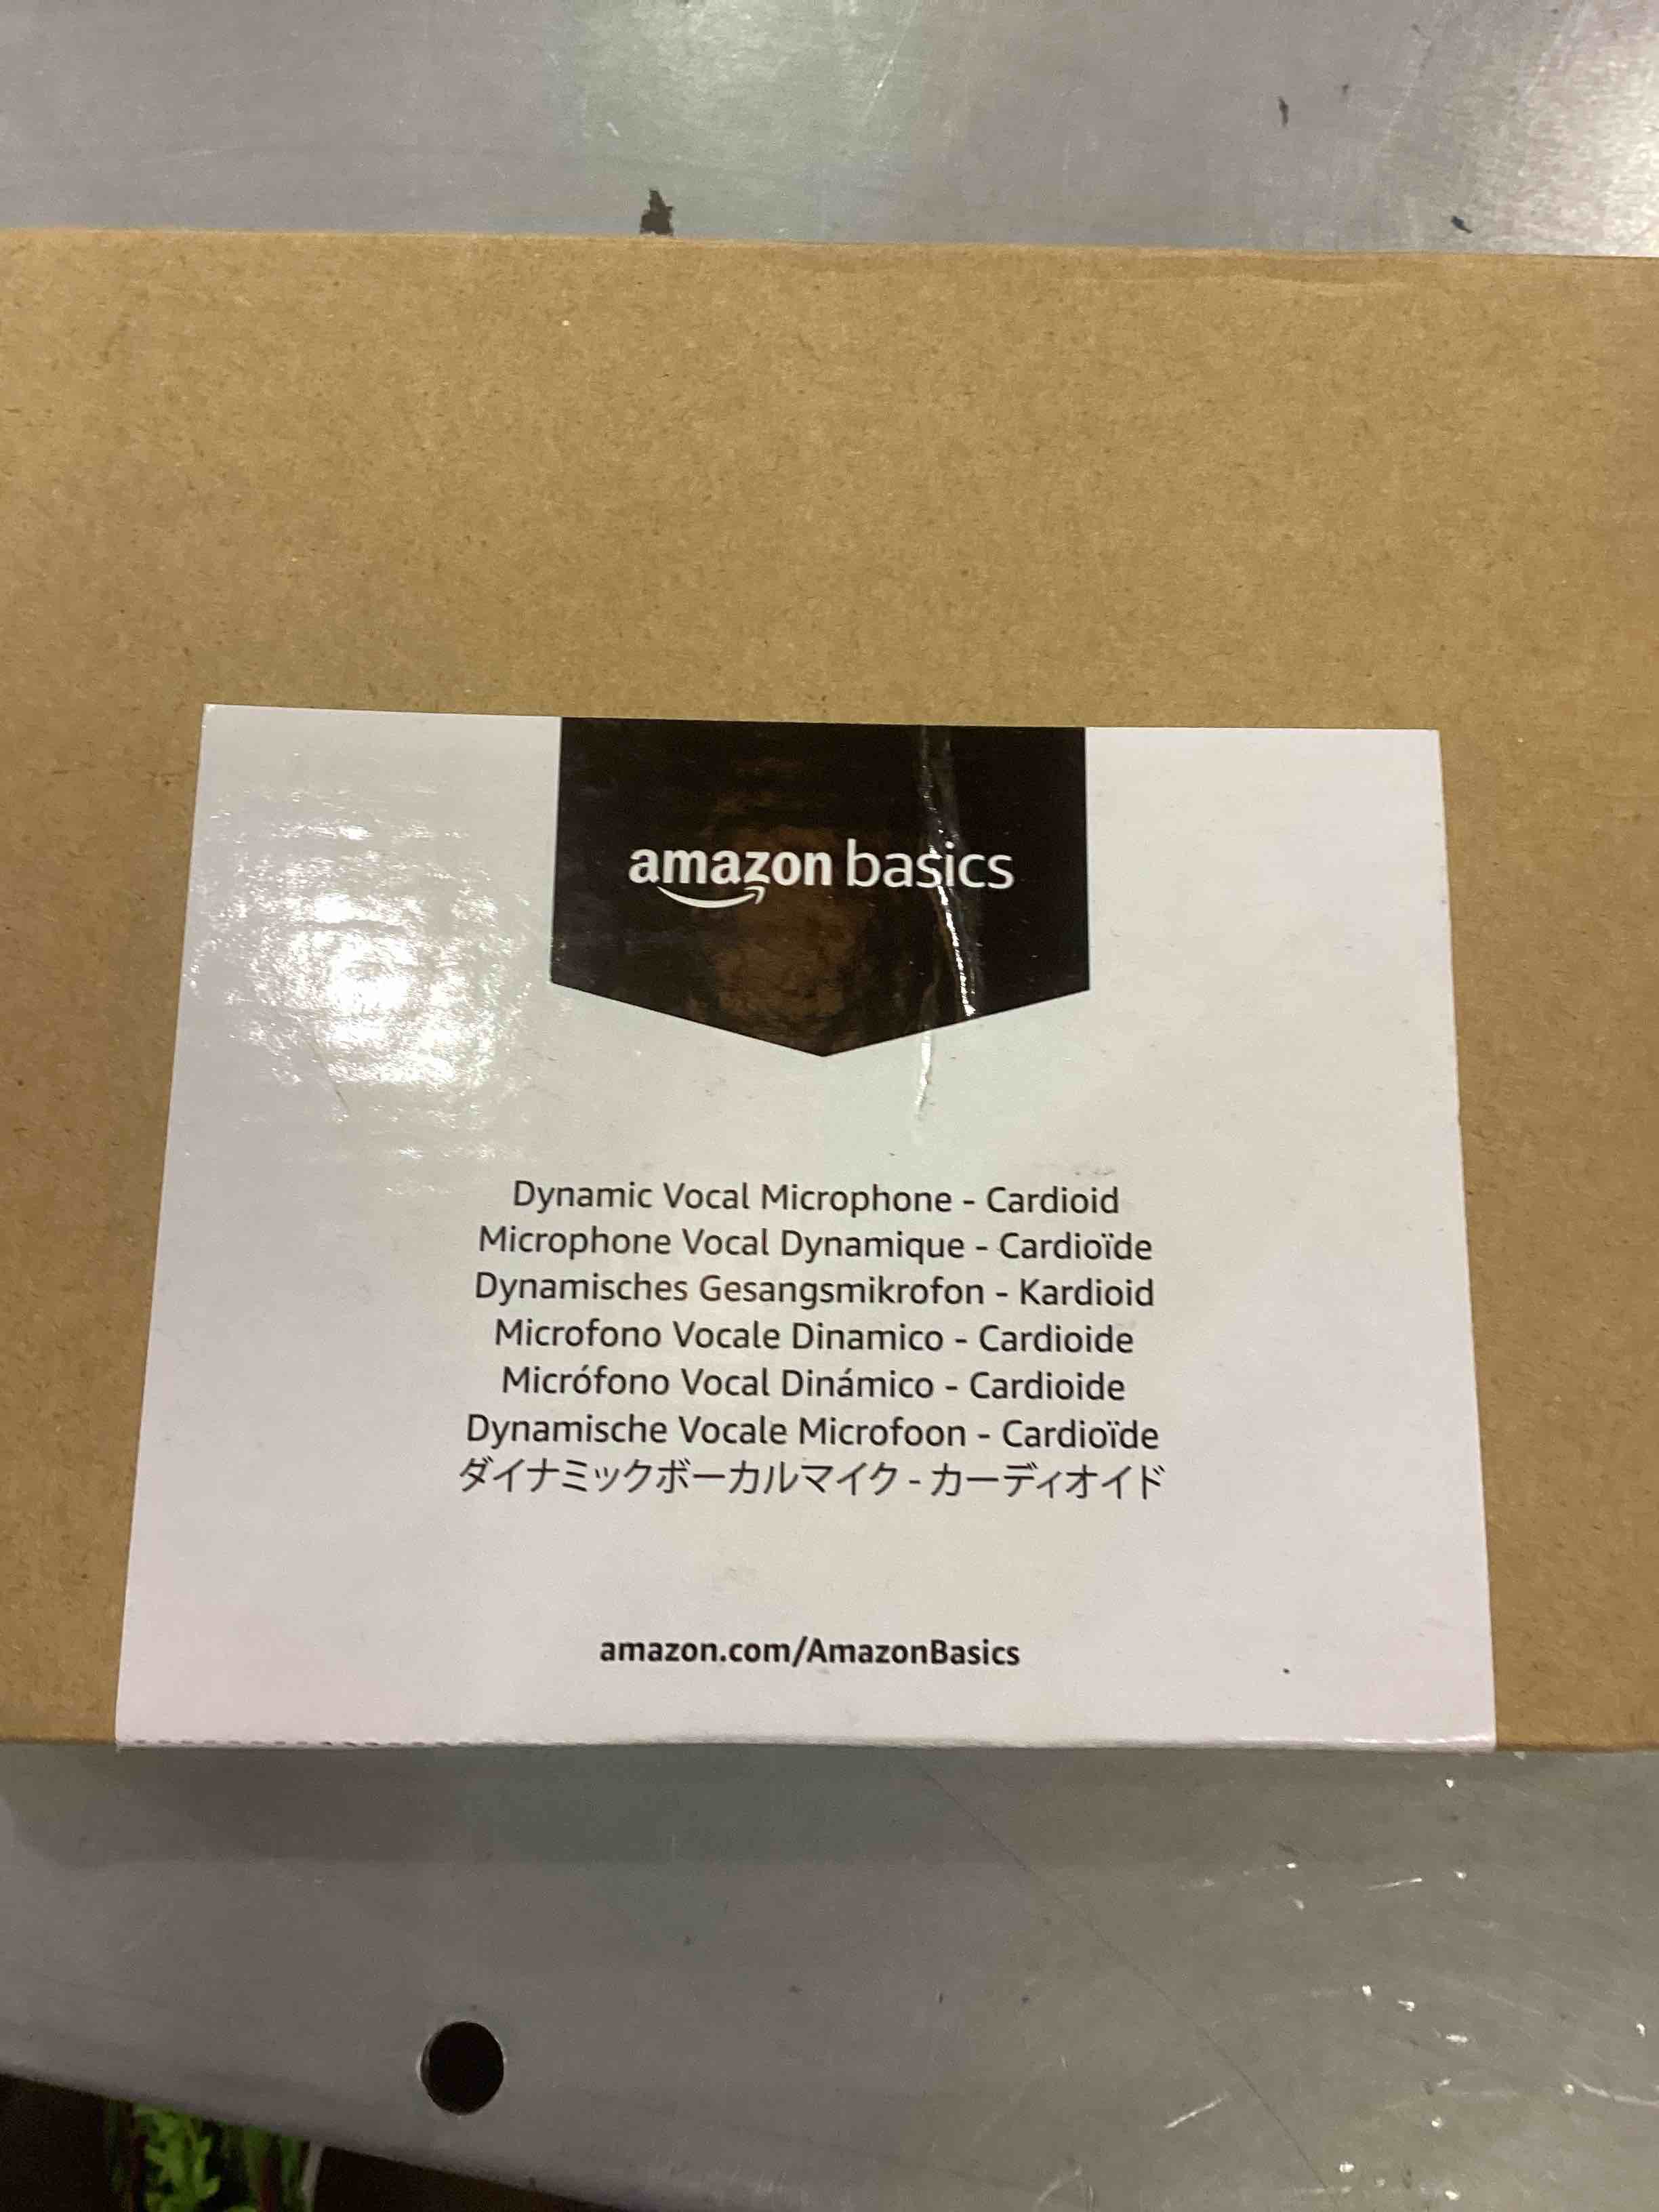 amazon basics
Dynamic Vocal Microphone - Cardioid
Microphone Vocal Dynamique - Cardioïde
Dynamisches Gesangsmikrofon - Kardioid
Microfono Vocale Dinamico - Cardioide
Micrófono Vocal Dinámico - Cardioide
Dynamische Vocale Microfoon - Cardioïde
ダイナミックボーカルマイク - カーディオイド
amazon.com/AmazonBasics